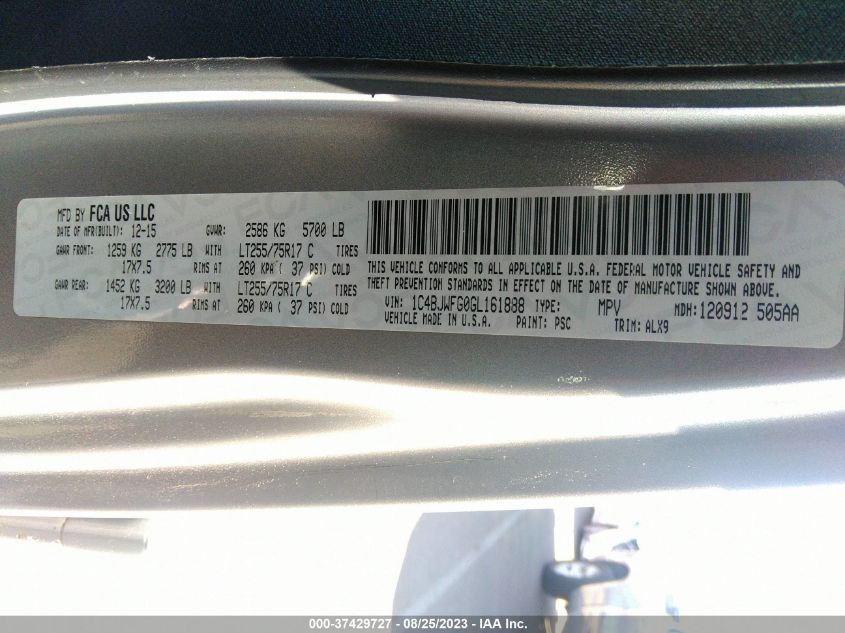 MFD BY FCA US LLC
DATE OF MFR(BUILT): 12-15 GVWR: 2586 KG 5700 LB
GAWR FRONT: 1259 KG 2775 LB WITH LT255/75R17 C TIRES
17X7.5 RIMS AT 260 KPA ( 37 PSI) COLD
GAWR REAR: 1452 KG 3200 LB WITH LT255/75R17 C TIRES
17X7.5 RIMS AT 260 KPA ( 37 PSI) COLD
THIS VEHICLE CONFORMS TO ALL APPLICABLE U.S.A. FEDERAL MOTOR VEHICLE SAFETY AND
THEFT PREVENTION STANDARDS IN EFFECT ON THE DATE OF MANUFACTURE SHOWN ABOVE.
VIN: 1C4BJWFG0GL161888 TYPE: MPV MDH: 120912 505AA
VEHICLE MADE IN U.S.A. PAINT: PSC TRIM: ALX9
000-37429727 - 08/25/2023 - IAA Inc.